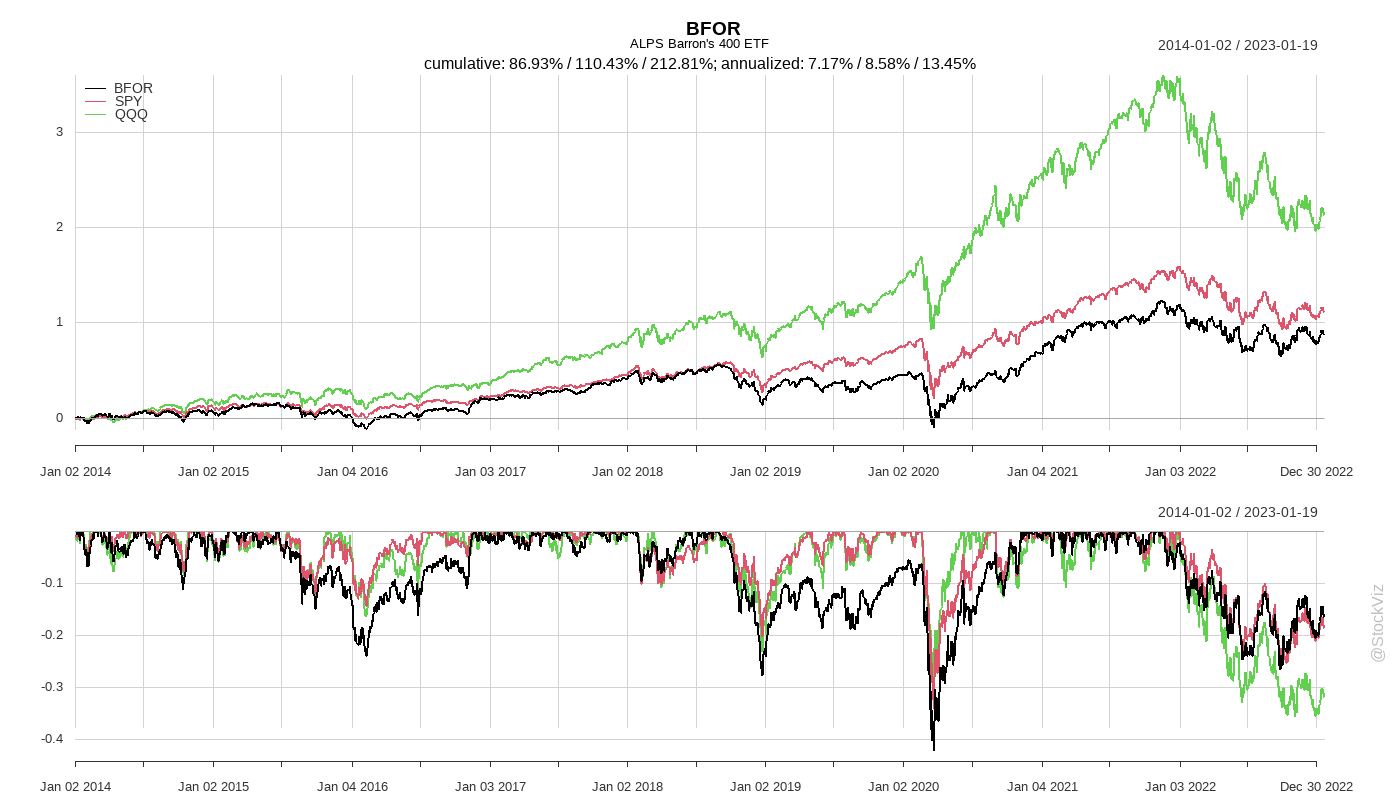 BFOR
ALPS Barron's 400 ETF
2014-01-02 / 2023-01-19
cumulative: 86.93% / 110.43% / 212.81%; annualized: 7.17% / 8.58% / 13.45%
BFOR
SPY
QQQ
3
2
1
0
Jan 02 2014 Jan 02 2015 Jan 04 2016 Jan 03 2017 Jan 02 2018 Jan 02 2019 Jan 02 2020 Jan 04 2021 Jan 03 2022 Dec 30 2022
2014-01-02 / 2023-01-19
-0.1
-0.2
-0.3
-0.4
@StockViz
Jan 02 2014 Jan 02 2015 Jan 04 2016 Jan 03 2017 Jan 02 2018 Jan 02 2019 Jan 02 2020 Jan 04 2021 Jan 03 2022 Dec 30 2022